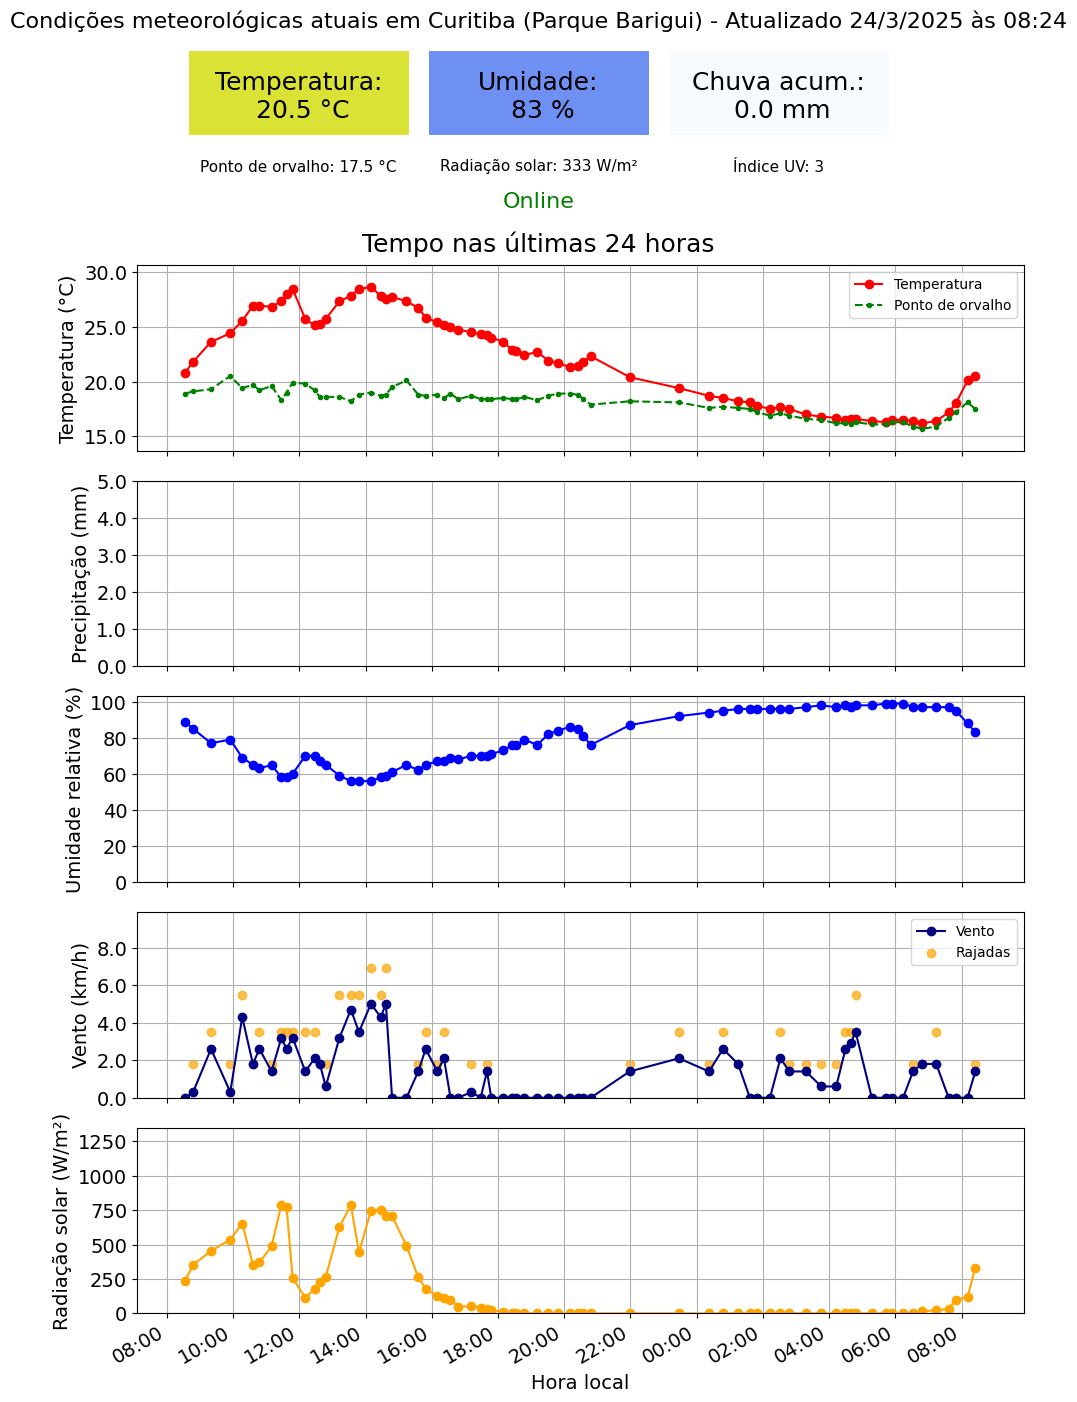 Condições meteorológicas atuais em Curitiba (Parque Barigui) - Atualizado 24/3/2025 às 08:24
Temperatura:
20.5 °C
Umidade:
83 %
Chuva acum.:
0.0 mm
Ponto de orvalho: 17.5 °C
Radiação solar: 333 W/m²
Índice UV: 3
Online
Tempo nas últimas 24 horas
Temperatura (°C)
30.0
25.0
20.0
15.0
Temperatura
Ponto de orvalho
Precipitação (mm)
5.0
4.0
3.0
2.0
1.0
0.0
Umidade relativa (%)
100
80
60
40
20
0
Vento (km/h)
8.0
6.0
4.0
2.0
0.0
Vento
Rajadas
Radiação solar (W/m²)
1250
1000
750
500
250
0
08:00
10:00
12:00
14:00
16:00
18:00
20:00
22:00
00:00
02:00
04:00
06:00
08:00
Hora local